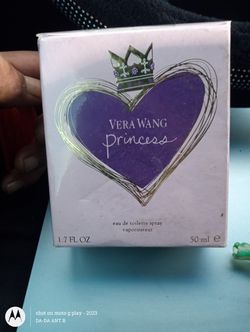 VERA WANG
princess
eau de toilette spray
vaporisateur
1.7 FL OZ
50 ml e
shot on moto g play - 2023
DA-DA ANT.B